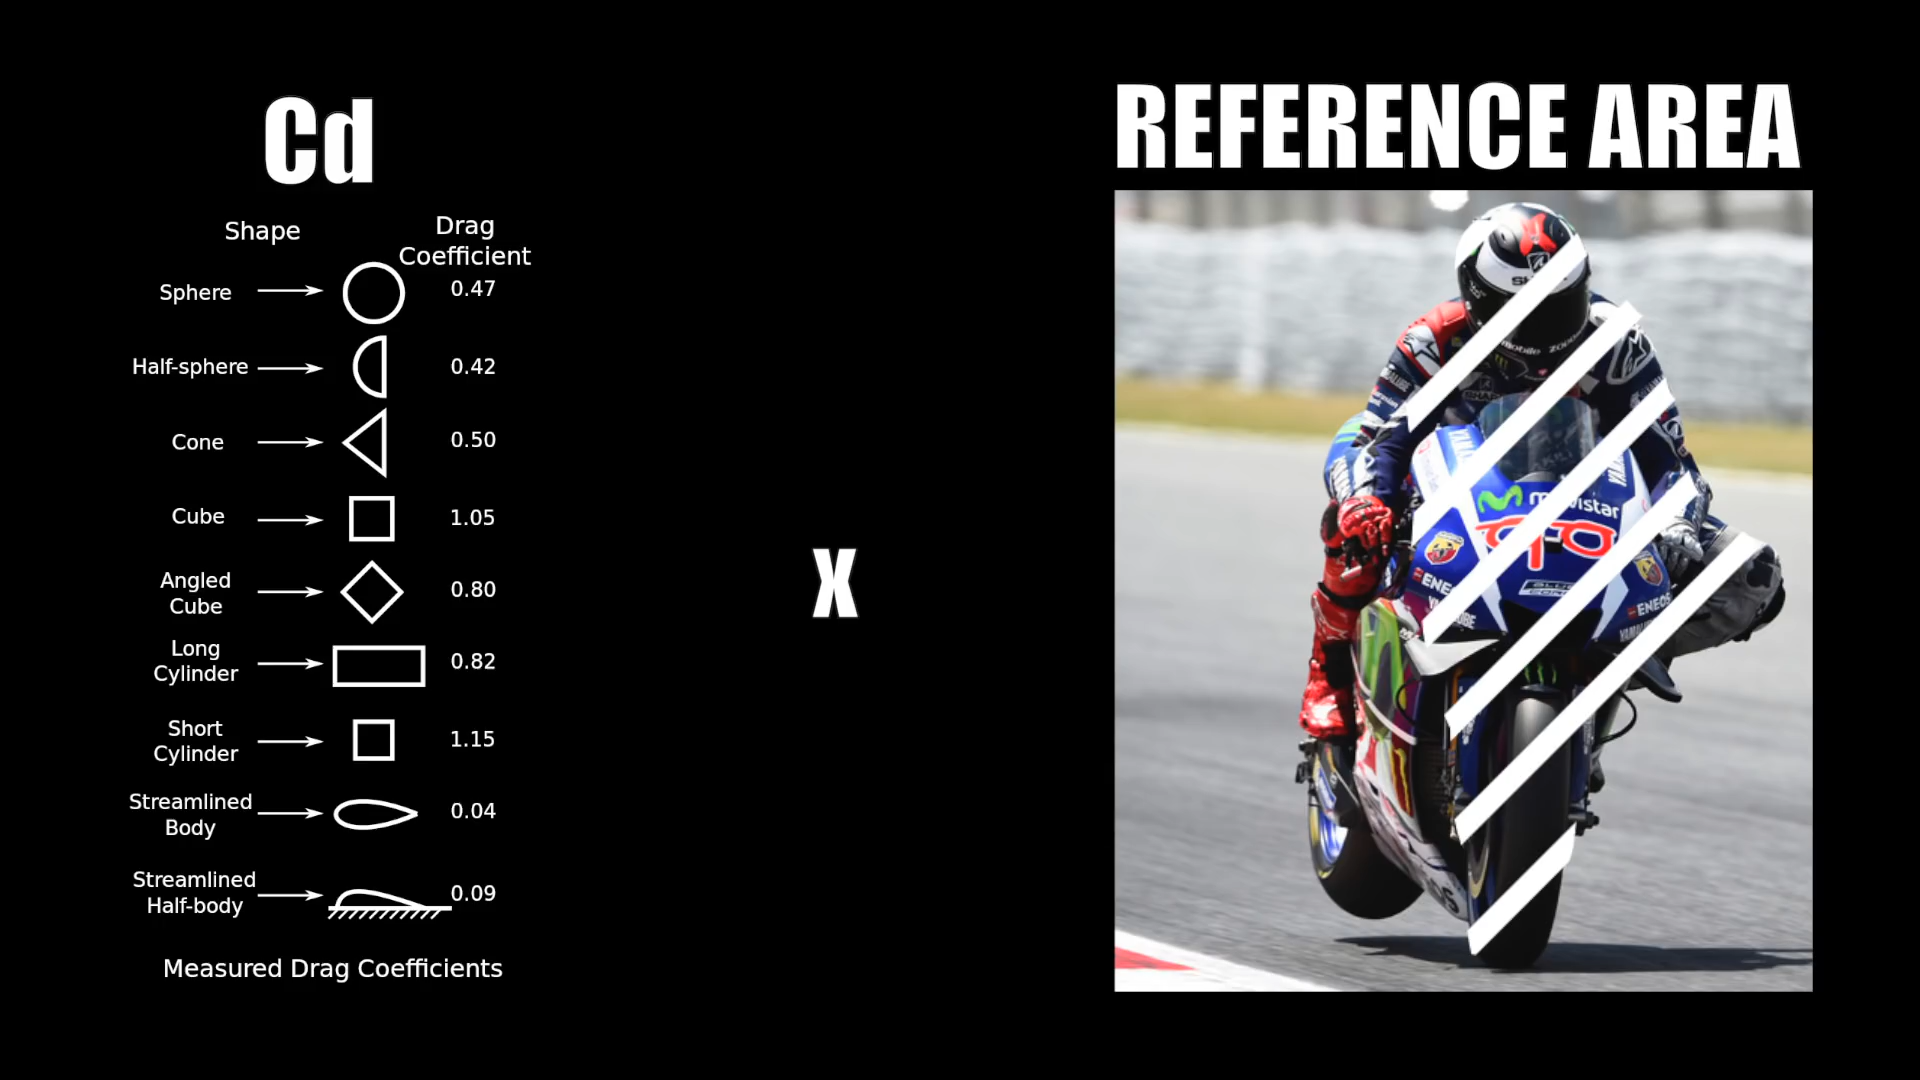 Cd
REFERENCE AREA
Shape
Drag
Coefficient
Sphere
0.47
Half-sphere
0.42
Cone
0.50
Cube
1.05
Angled
Cube
0.80
Long
Cylinder
0.82
Short
Cylinder
1.15
Streamlined
Body
0.04
Streamlined
Half-body
0.09
Measured Drag Coefficients
X
movistar
ENEOS